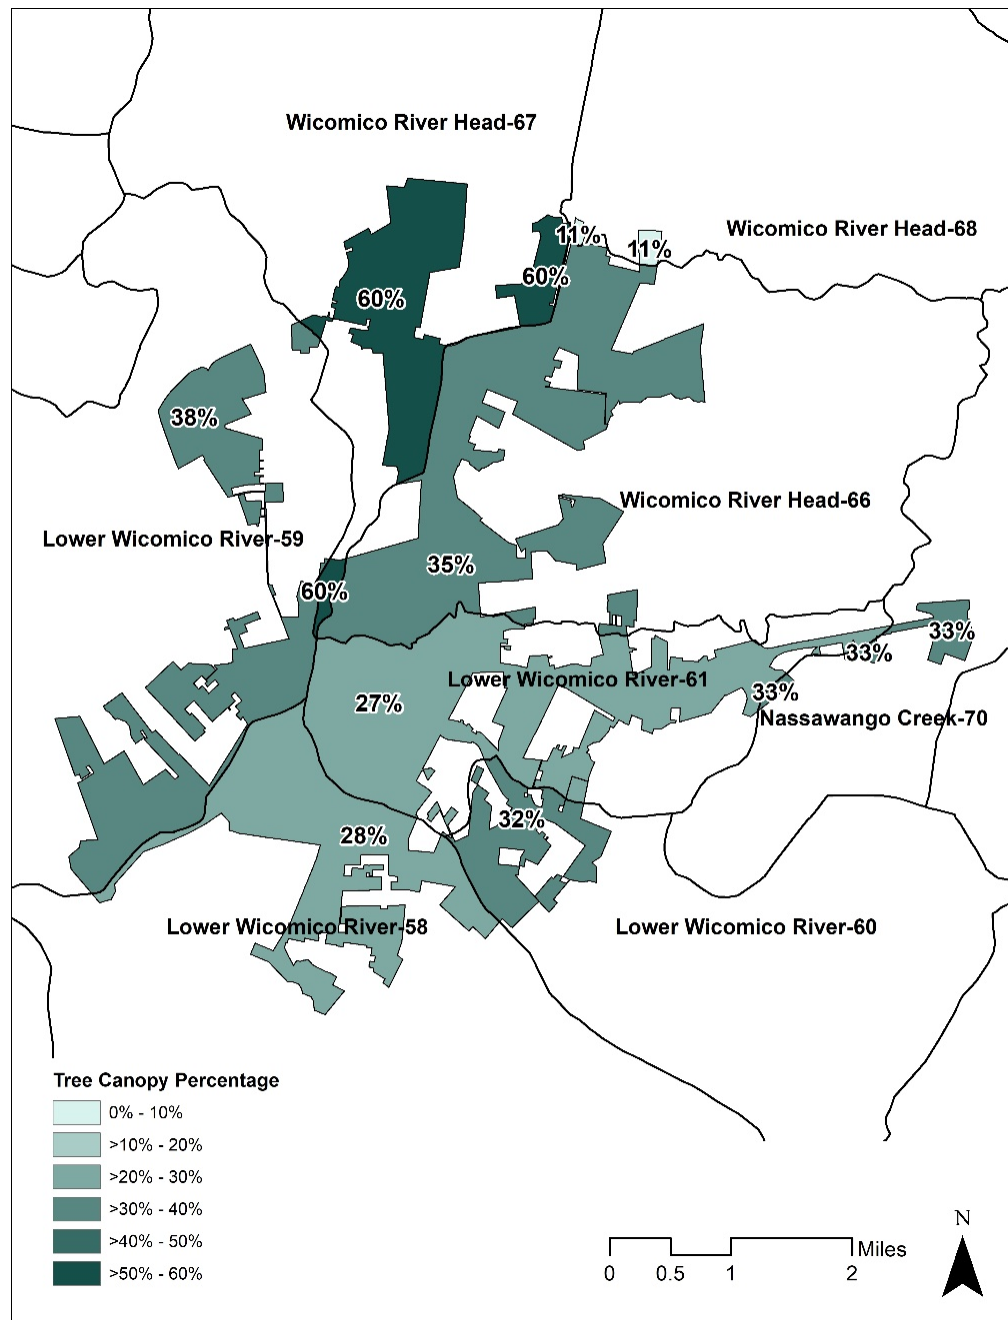 Wicomico River Head-67
Wicomico River Head-68
11%
11%
60%
60%
38%
Wicomico River Head-66
Lower Wicomico River-59
35%
60%
33%
33%
Lower Wicomico River-61
33%
27%
Nassawango Creek-70
32%
28%
Lower Wicomico River-58
Lower Wicomico River-60
Tree Canopy Percentage
0% - 10%
>10% - 20%
>20% - 30%
>30% - 40%
>40% - 50%
>50% - 60%
N
Miles
0 0.5 1 2